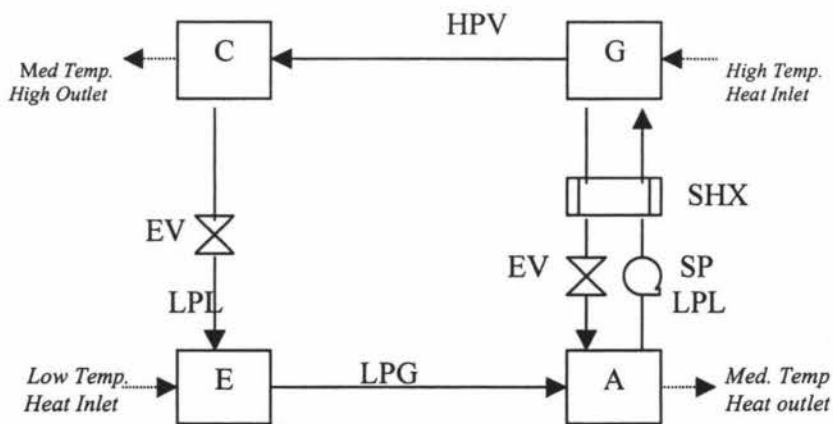 HPV
C
G
Med Temp.
High Outlet
High Temp.
Heat Inlet
SHX
EV
EV
SP
LPL
LPL
Low Temp.
Heat Inlet
E
LPG
A
Med. Temp
Heat outlet